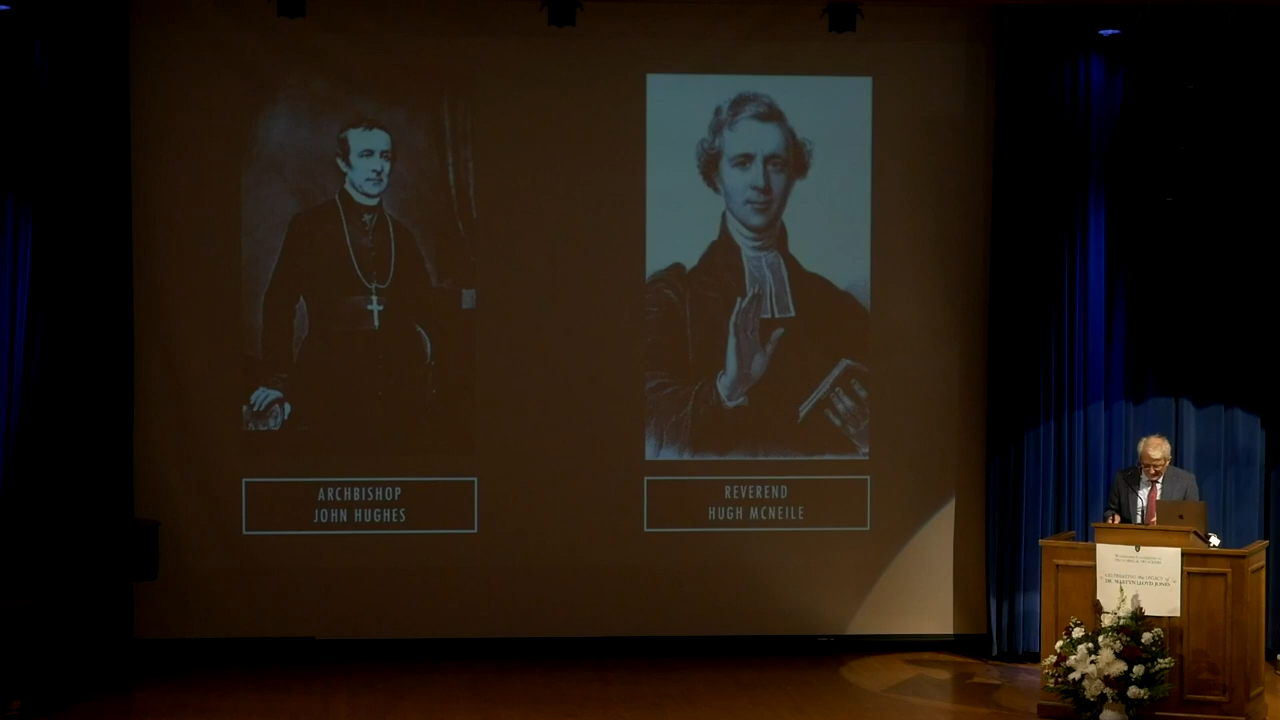 ARCHBISHOP
JOHN HUGHES
REVEREND
HUGH MCNEILE
CELEBRATING the LEGACY of
DR. MARTYN LLOYD-JONES